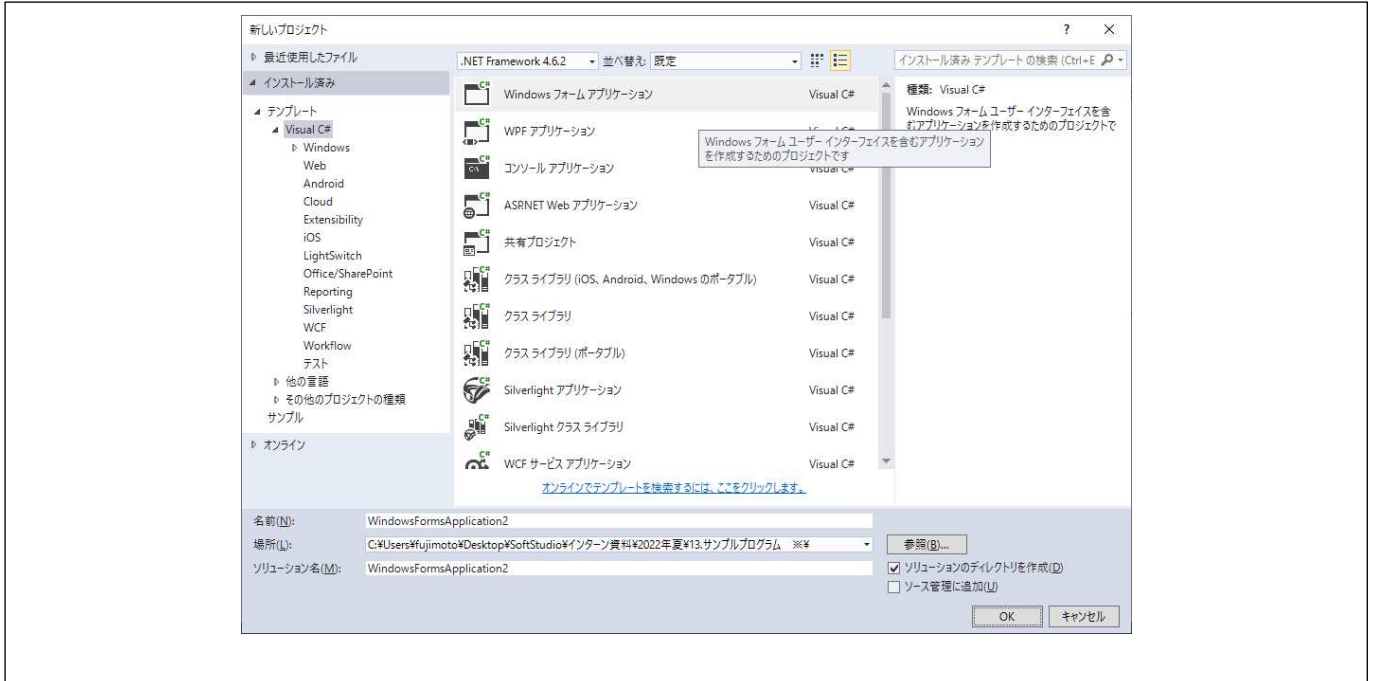 新しいプロジェクト
? ×
最近使用したファイル
.NET Framework 4.6.2
並べ替え: 既定
インストール済み テンプレート の検索 (Ctrl+E
インストール済み
テンプレート
Visual C#
Windows
Web
Android
Cloud
Extensibility
iOS
LightSwitch
Office/SharePoint
Reporting
Silverlight
WCF
Workflow
テスト
他の言語
その他のプロジェクトの種類
サンプル
オンライン
Windows フォーム アプリケーション Visual C#
WPF アプリケーション
コンソール アプリケーション Visual C#
ASP.NET Web アプリケーション Visual C#
共有プロジェクト Visual C#
クラス ライブラリ (iOS、Android、Windows のポータブル) Visual C#
クラス ライブラリ Visual C#
クラス ライブラリ (ポータブル) Visual C#
Silverlight アプリケーション Visual C#
Silverlight クラス ライブラリ Visual C#
WCF サービス アプリケーション Visual C#
オンラインでテンプレートを検索するには、ここをクリックします。
Windows フォーム ユーザー インターフェイスを含むアプリケーション
を作成するためのプロジェクトです
種類: Visual C#
Windows フォーム ユーザー インターフェイスを含
むアプリケーションを作成するためのプロジェクトで
名前(N): WindowsFormsApplication2
場所(L): C:¥Users¥fujimoto¥Desktop¥SoftStudio¥インターン資料¥2022年夏¥13.サンプルプログラム ※¥
参照(B)...
ソリューション名(M): WindowsFormsApplication2
ソリューションのディレクトリを作成(D)
ソース管理に追加(U)
OK
キャンセル